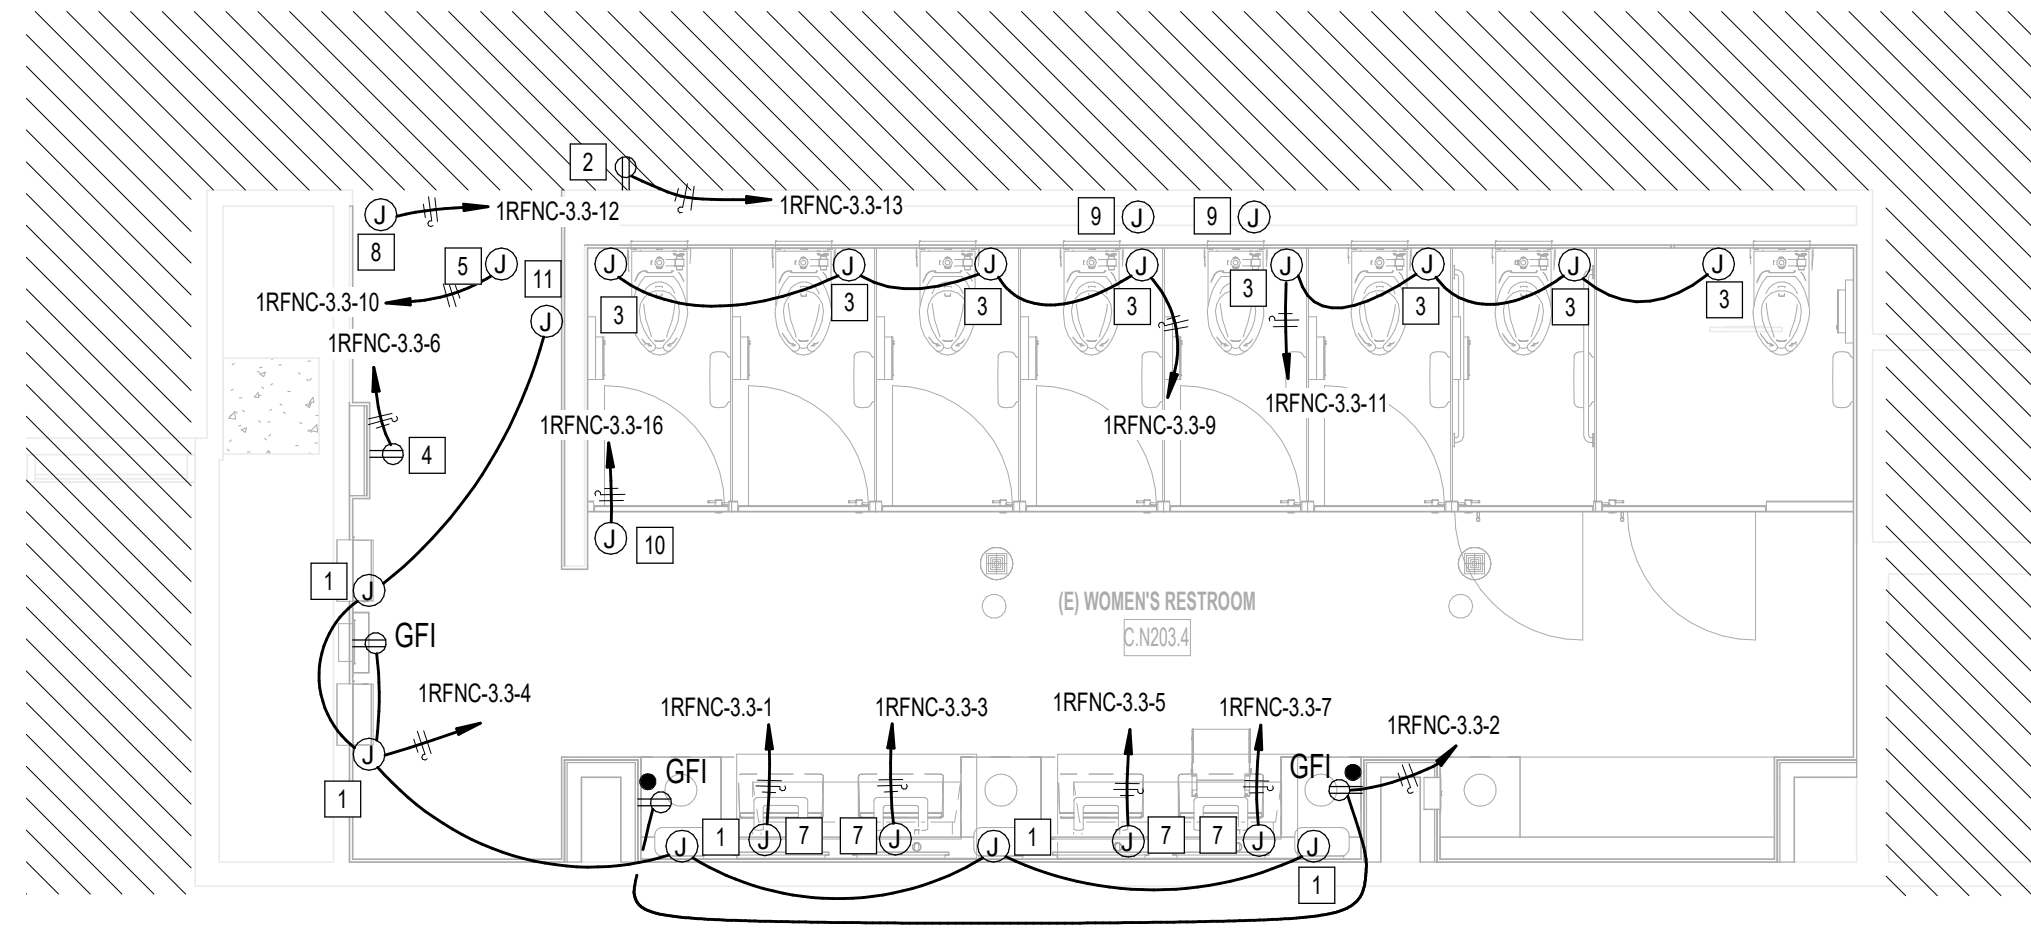 2
1RFNC-3.3-13
J
1RFNC-3.3-12
8
9
J
9
J
5
J
11
1RFNC-3.3-10
J
1RFNC-3.3-6
J
3
J
3
J
3
J
3
J
3
J
3
J
3
J
3
1RFNC-3.3-16
1RFNC-3.3-9
1RFNC-3.3-11
4
J
10
1
J
(E) WOMEN'S RESTROOM
C.N203.4
GFI
1RFNC-3.3-4
1RFNC-3.3-1
1RFNC-3.3-3
1RFNC-3.3-5
1RFNC-3.3-7
1RFNC-3.3-2
J
1
GFI
GFI
J
1
J
7
7
J
J
1
J
7
7
J
J
1